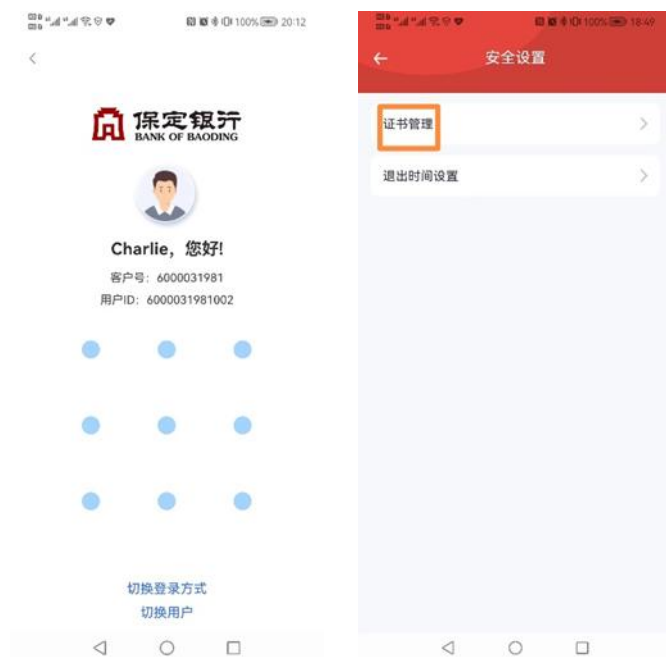 100% 20:12
保定银行
BANK OF BAODING
Charlie，您好!
客户号：6000031981
用户ID：6000031981002
切换登录方式
切换用户
100% 18:49
安全设置
证书管理
退出时间设置